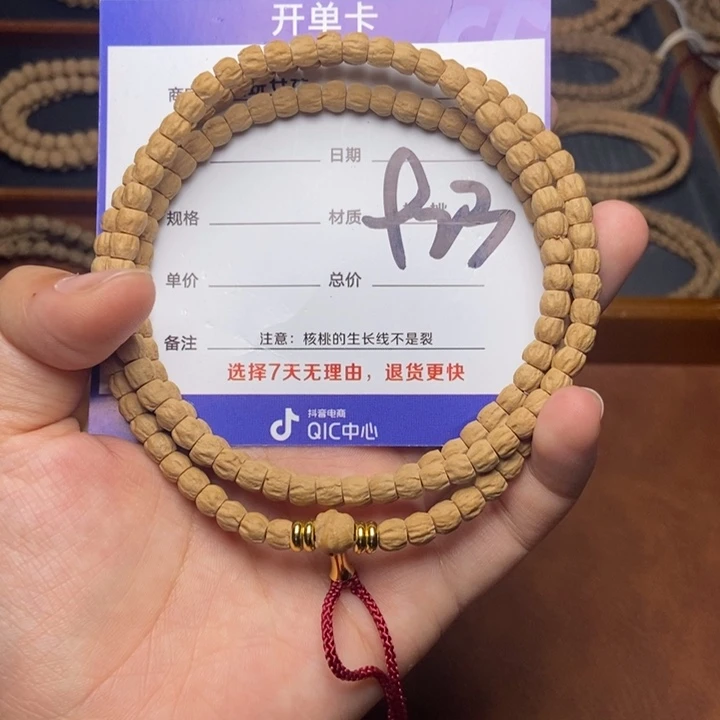 开单卡
商
日期
规格
材质
单价
总价
备注 注意：核桃的生长线不是裂
选择7天无理由，退货更快
抖音电商
QIC中心